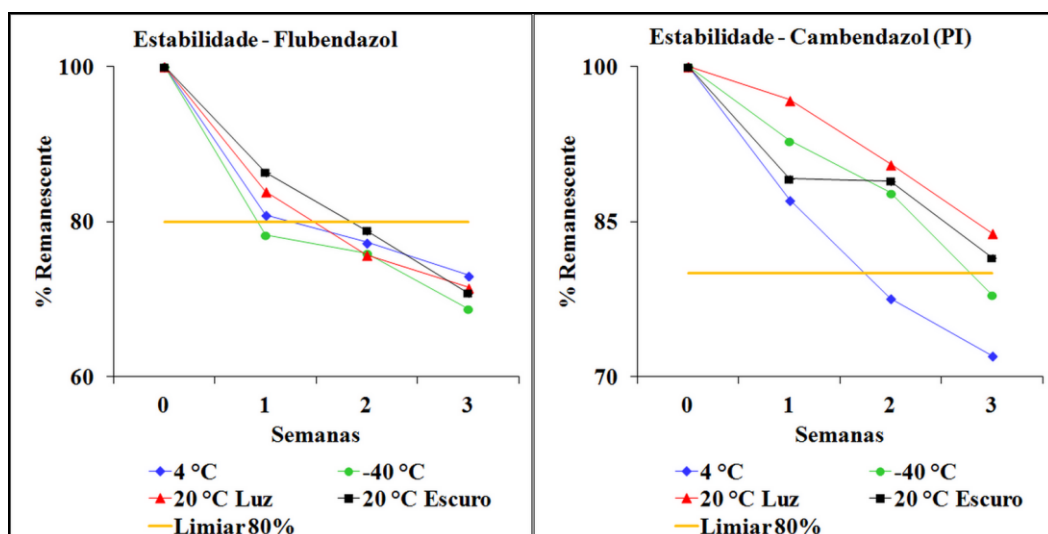 Estabilidade - Flubendazol
100
80
60
% Remanescente
0 1 2 3
Semanas
4 °C
-40 °C
20 °C Luz
20 °C Escuro
Limiar 80%
Estabilidade - Cambendazol (PI)
100
85
70
% Remanescente
0 1 2 3
Semanas
4 °C
-40 °C
20 °C Luz
20 °C Escuro
Limiar 80%